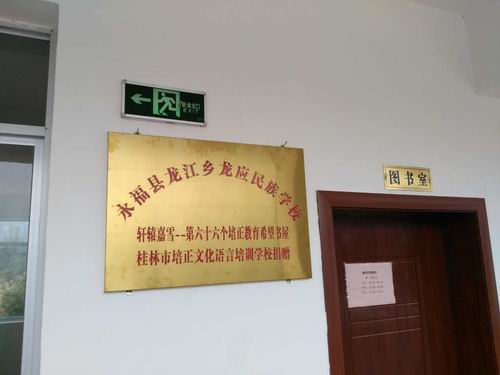 安全出口
EXIT
永福县龙江乡龙应民族学校
轩辕嘉雪--第六十六个培正教育希望书屋
桂林市培正文化语言培训学校捐赠
图书室